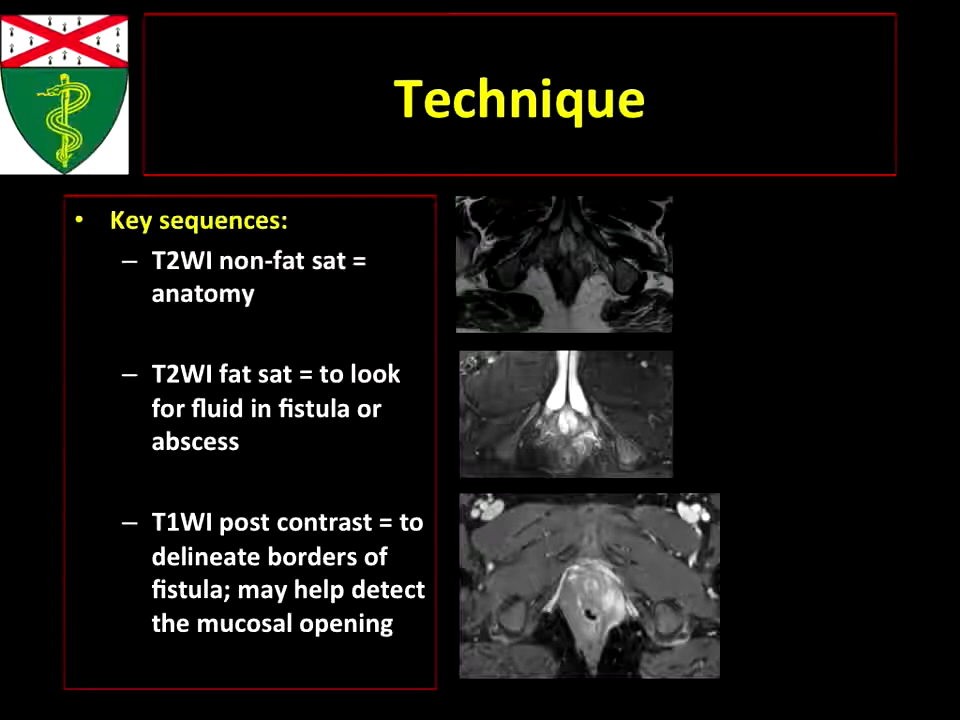 Technique
• Key sequences:
– T2WI non-fat sat =
anatomy
– T2WI fat sat = to look
for fluid in fistula or
abscess
– T1WI post contrast = to
delineate borders of
fistula; may help detect
the mucosal opening